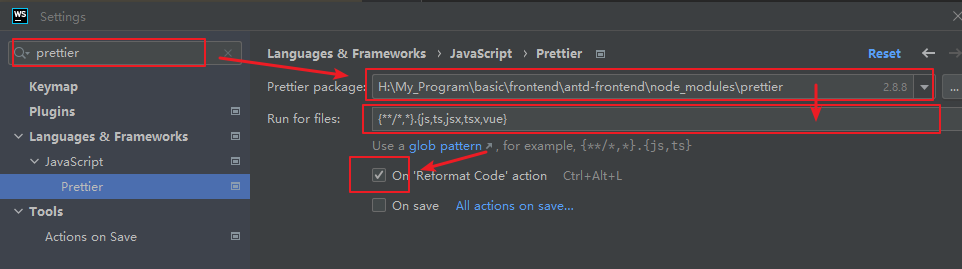 WS Settings
prettier
Languages & Frameworks > JavaScript > Prettier Reset
Prettier package: H:\My_Program\basic\frontend\antd-frontend\node_modules\prettier 2.8.8 ...
Keymap
Plugins
Run for files: {**/*,*}.{js,ts,jsx,tsx,vue}
Languages & Frameworks
Use a glob pattern, for example, {**/*,*}.{js,ts}
JavaScript
On 'Reformat Code' action Ctrl+Alt+L
Prettier
On save All actions on save...
Tools
Actions on Save